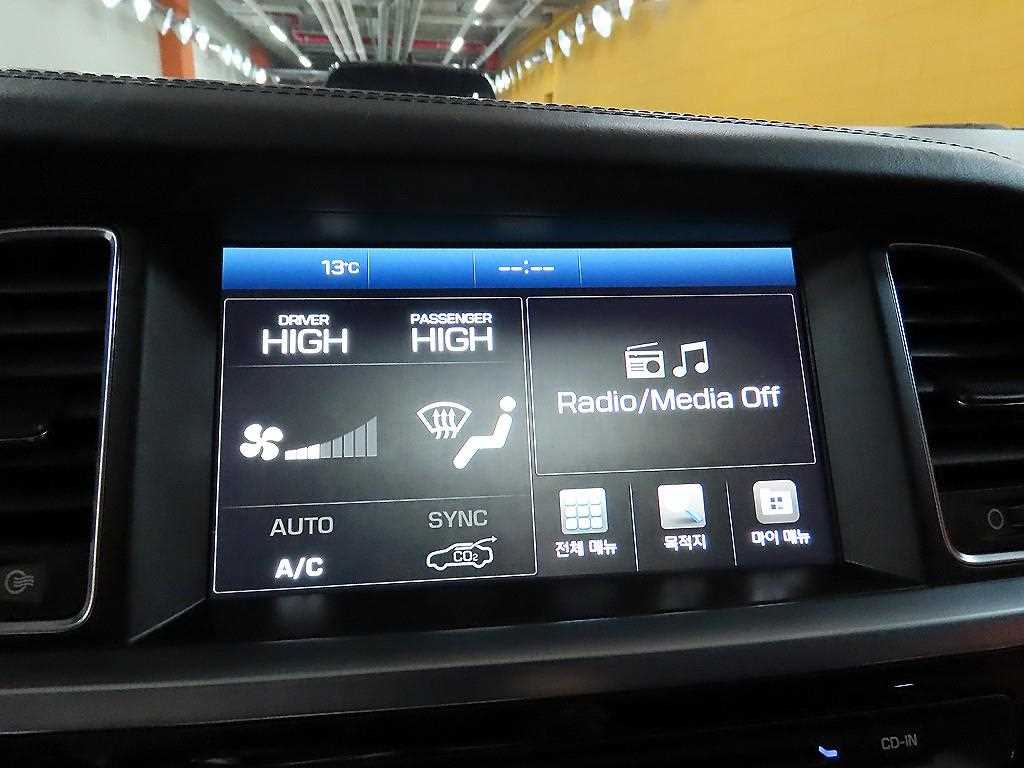 13°C
--:--
DRIVER
HIGH
PASSENGER
HIGH
Radio/Media Off
AUTO
SYNC
A/C
CO₂
전체 메뉴
목적지
마이 메뉴
CD-IN